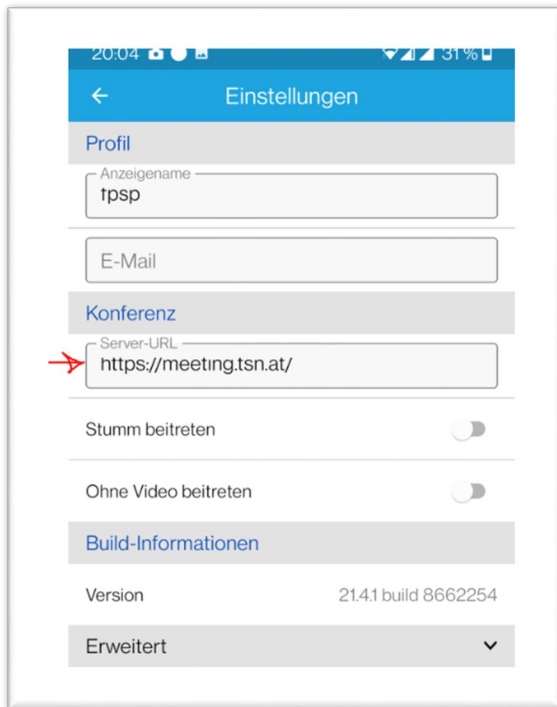 20:04 31 %
Einstellungen
Profil
Anzeigename
tpsp
E-Mail
Konferenz
Server-URL
https://meeting.tsn.at/
Stumm beitreten
Ohne Video beitreten
Build-Informationen
Version 21.4.1 build 8662254
Erweitert